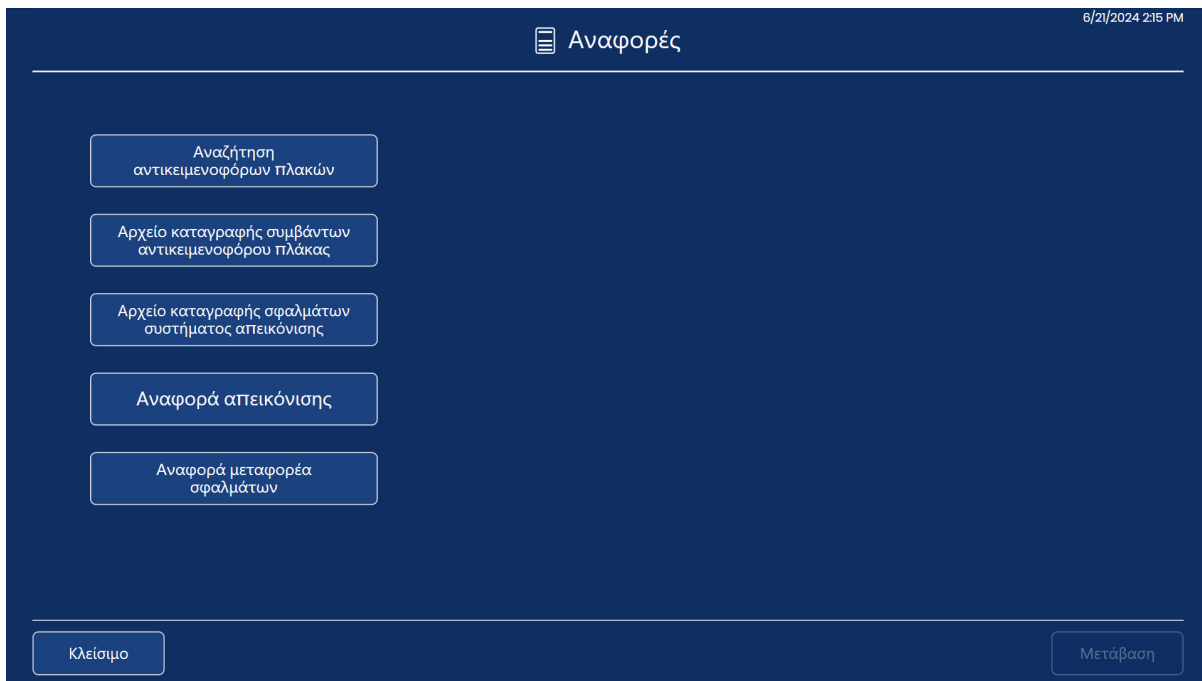 6/21/2024 2:15 PM
Αναφορές
Αναζήτηση
αντικειμενοφόρων πλακών
Αρχείο καταγραφής συμβάντων
αντικειμενοφόρου πλάκας
Αρχείο καταγραφής σφαλμάτων
συστήματος απεικόνισης
Αναφορά απεικόνισης
Αναφορά μεταφορέα
σφαλμάτων
Κλείσιμο
Μετάβαση